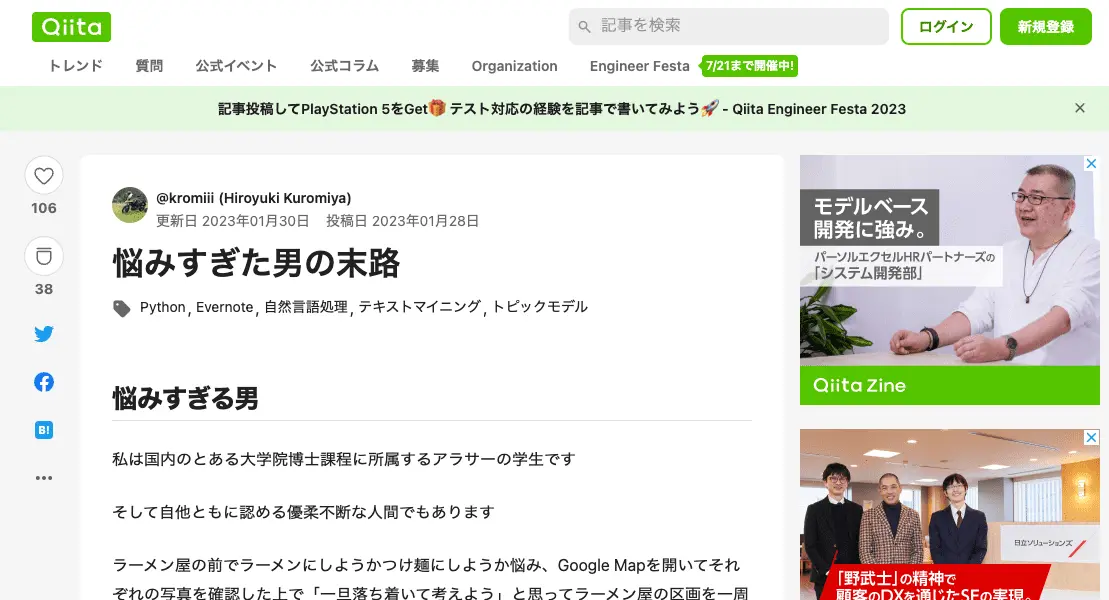 Qiita
記事を検索
ログイン
新規登録
トレンド 質問 公式イベント 公式コラム 募集 Organization Engineer Festa 7/21まで開催中!
記事投稿してPlayStation 5をGet🎁 テスト対応の経験を記事で書いてみよう🚀 - Qiita Engineer Festa 2023
106
38
B!
@kromiii (Hiroyuki Kuromiya)
更新日 2023年01月30日 投稿日 2023年01月28日
悩みすぎた男の末路
Python, Evernote, 自然言語処理, テキストマイニング, トピックモデル
悩みすぎる男
私は国内のとある大学院博士課程に所属するアラサーの学生です
そして自他ともに認める優柔不断な人間でもあります
ラーメン屋の前でラーメンにしようかつけ麺にしようか悩み、Google Mapを開いてそれ
ぞれの写真を確認した上で「一旦落ち着いて考えよう」と思ってラーメン屋の区画を一周
モデルベース
開発に強み。
パーソルエクセルHRパートナーズの
「システム開発部」
Qiita Zine
日立ソリューションズ
「野武士」の精神で
顧客のDXを通じたSEの実現。